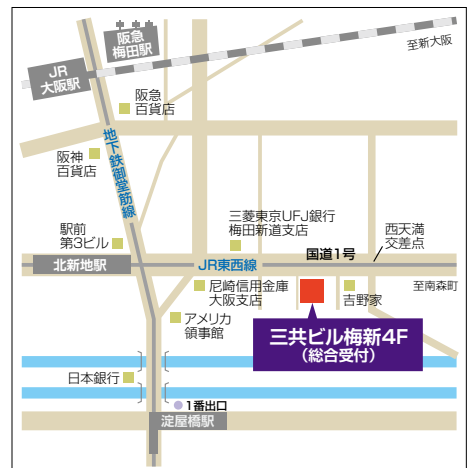 阪急
梅田駅
至新大阪
JR
大阪駅
阪急
百貨店
地下鉄御堂筋線
阪神
百貨店
三菱東京UFJ銀行
梅田新道支店
駅前
第3ビル
西天満
交差点
国道1号
北新地駅
JR東西線
至南森町
尼崎信用金庫
大阪支店
吉野家
アメリカ
領事館
三共ビル梅新4F
（総合受付）
日本銀行
1番出口
淀屋橋駅